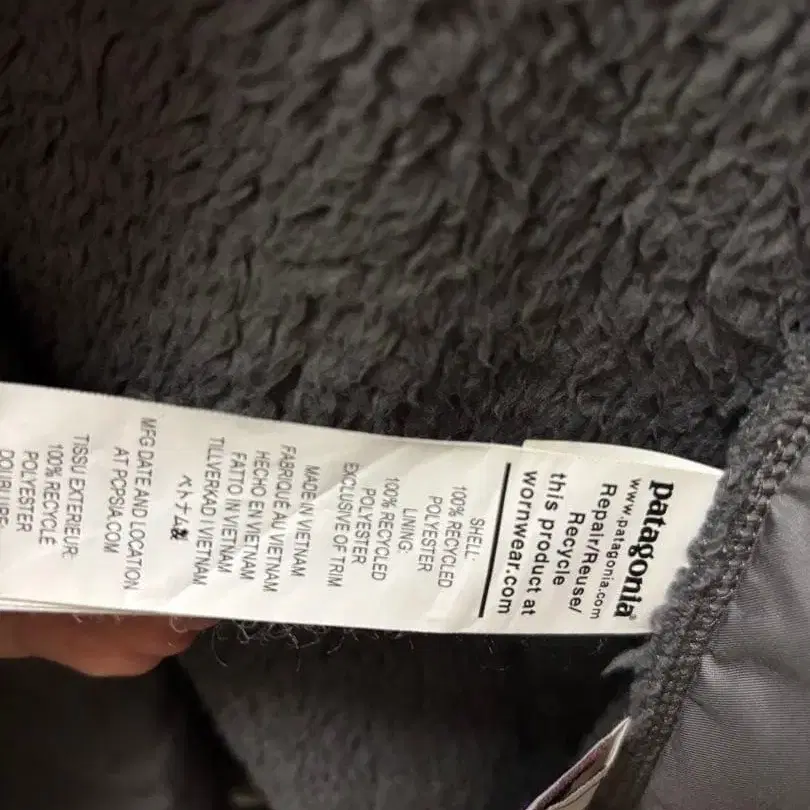 patagonia®
www.patagonia.com
Repair/Reuse/
Recycle
this product at
wornwear.com
SHELL:
100% RECYCLED
POLYESTER
LINING:
100% RECYCLED
POLYESTER
EXCLUSIVE OF TRIM
MADE IN VIETNAM
FABRIQUÉ AU VIETNAM
HECHO EN VIETNAM
FATTO IN VIETNAM
TILLVERKAD I VIETNAM
ベトナム製
MFG DATE AND LOCATION
AT PCPSIA.COM
TISSU EXTERIEUR:
100% RECYCLE
POLYESTER
DOUBLURE: